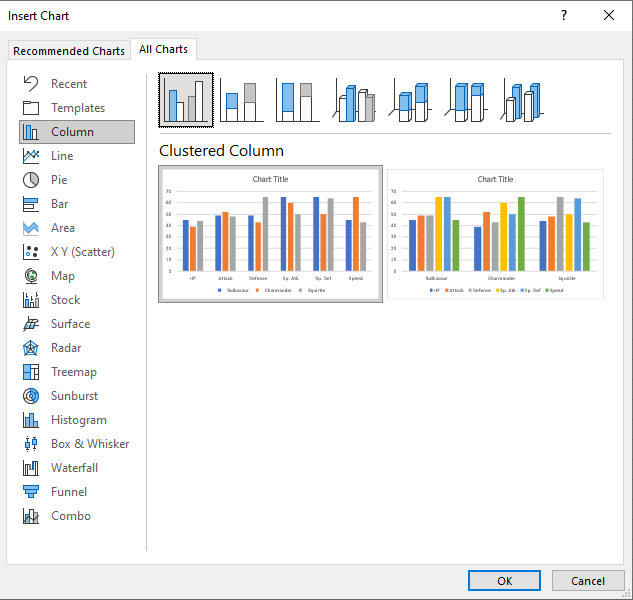 Insert Chart
?
Recommended Charts
All Charts
Recent
Templates
Column
Line
Pie
Bar
Area
X Y (Scatter)
Map
Stock
Surface
Radar
Treemap
Sunburst
Histogram
Box & Whisker
Waterfall
Funnel
Combo
Clustered Column
Chart Title
70
60
50
40
30
20
10
0
HP Attack Defense Sp. Atk Sp. Def Speed
Bulbasaur Charmander Squirtle
Chart Title
70
60
50
40
30
20
10
0
Bulbasaur Charmander Squirtle
HP Attack Defense Sp. Atk Sp. Def Speed
OK
Cancel